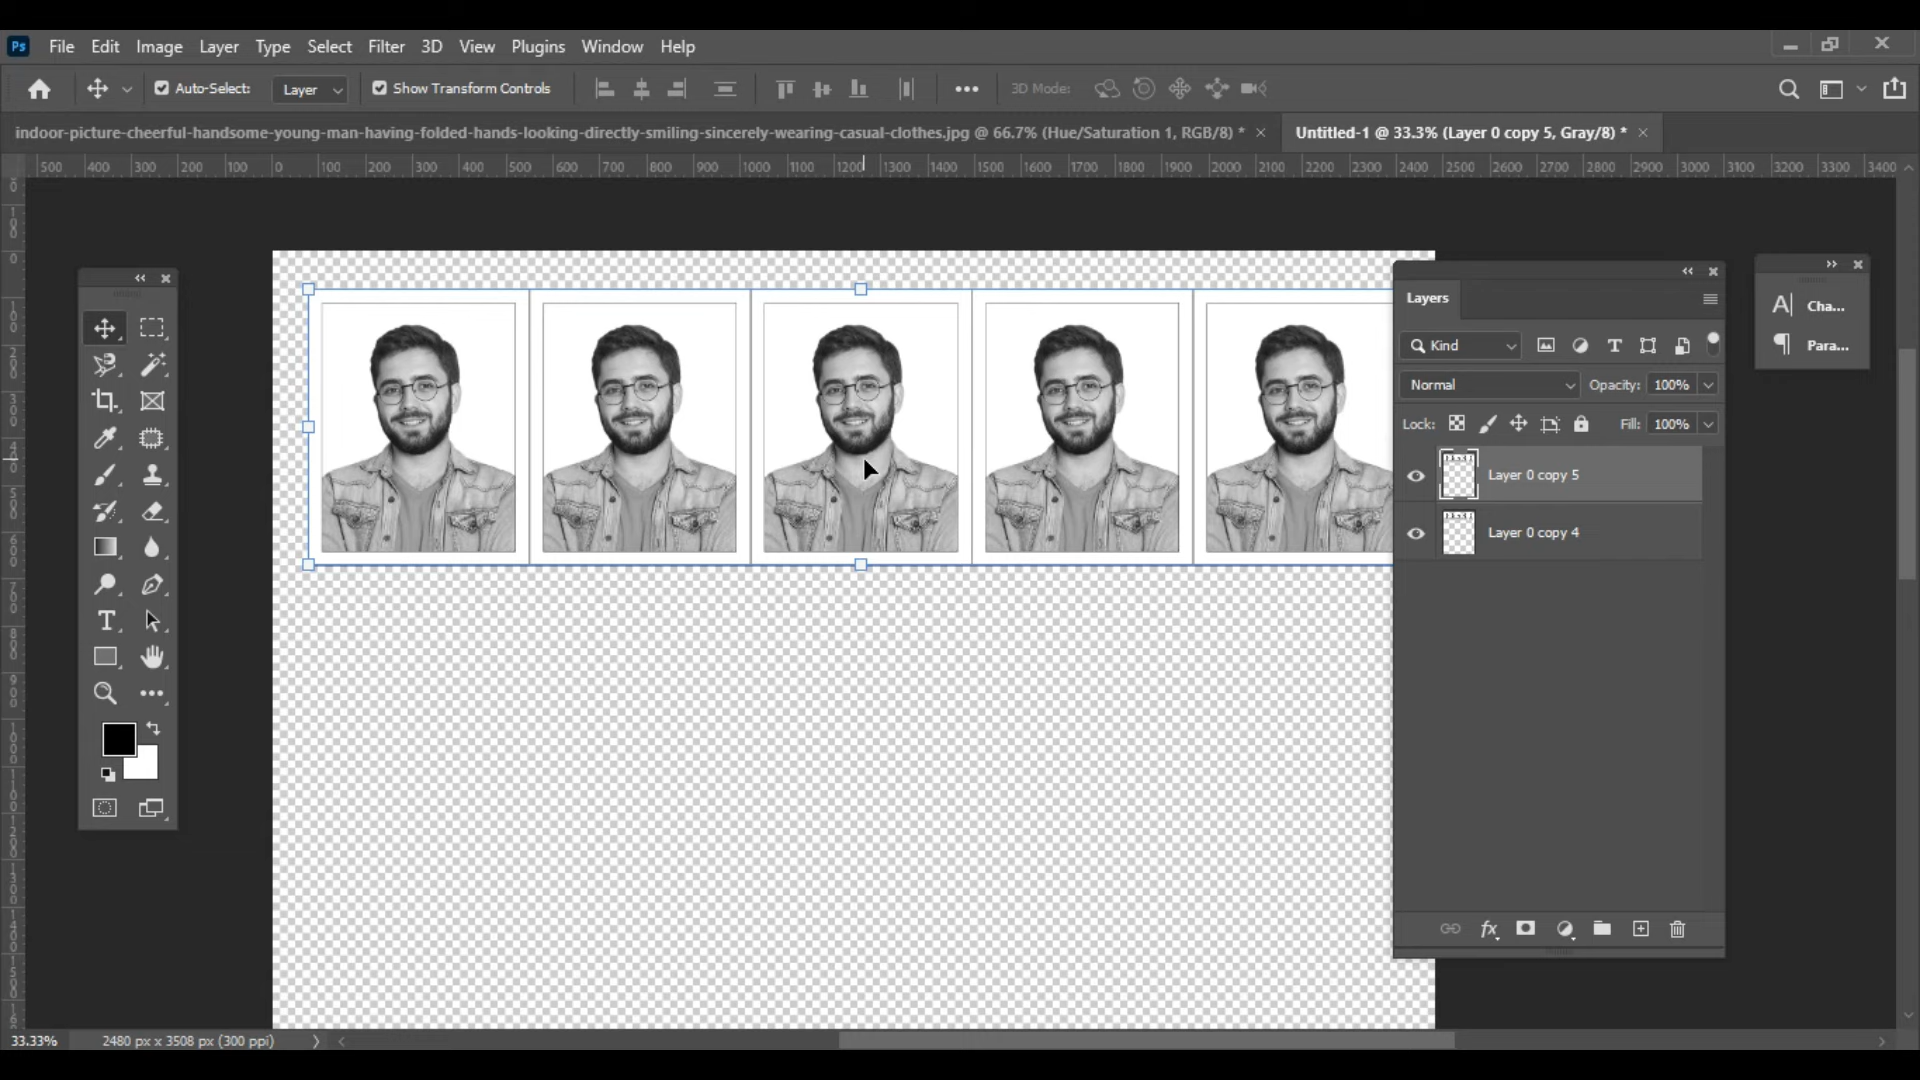 Ps File Edit Image Layer Type Select Filter 3D View Plugins Window Help
Auto-Select: Layer Show Transform Controls 3D Mode:
indoor-picture-cheerful-handsome-young-man-having-folded-hands-looking-directly-smiling-sincerely-wearing-casual-clothes.jpg @ 66.7% (Hue/Saturation 1, RGB/8) *
Untitled-1 @ 33.3% (Layer 0 copy 5, Gray/8) *
500 400 300 200 100 0 100 200 300 400 500 600 700 800 900 1000 1100 1200 1300 1400 1500 1600 1700 1800 1900 2000 2100 2200 2300 2400 2500 2600 2700 2800 2900 3000 3100 3200 3300 3400
Layers
Kind
Normal Opacity: 100%
Lock: Fill: 100%
Layer 0 copy 5
Layer 0 copy 4
Cha...
Para...
33.33% 2480 px x 3508 px (300 ppi)